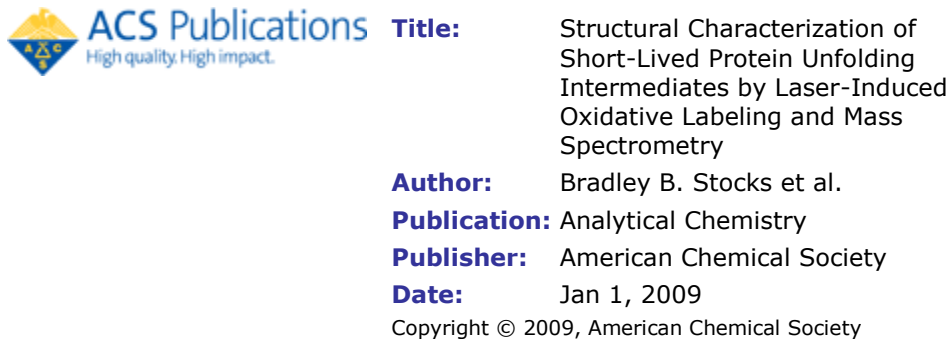 ACS Publications
High quality. High impact.
A C S
Title: Structural Characterization of
Short-Lived Protein Unfolding
Intermediates by Laser-Induced
Oxidative Labeling and Mass
Spectrometry
Author: Bradley B. Stocks et al.
Publication: Analytical Chemistry
Publisher: American Chemical Society
Date: Jan 1, 2009
Copyright © 2009, American Chemical Society